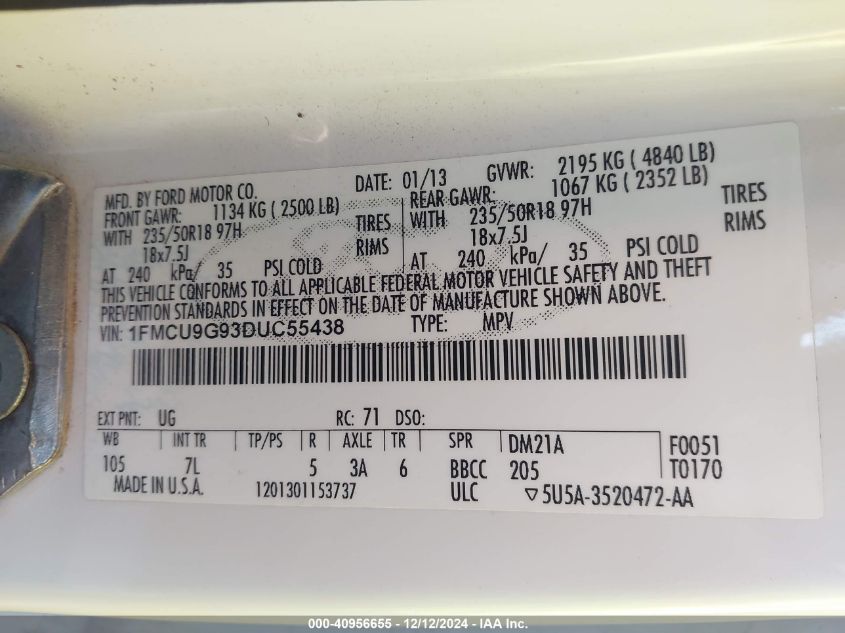 MFD. BY FORD MOTOR CO.
DATE: 01/13
GVWR: 2195 KG ( 4840 LB)
FRONT GAWR: 1134 KG ( 2500 LB)
REAR GAWR: 1067 KG ( 2352 LB)
WITH 235/50R18 97H TIRES
WITH 235/50R18 97H TIRES
18x7.5J RIMS
18x7.5J RIMS
AT 240 kPa/ 35 PSI COLD
AT 240 kPa/ 35 PSI COLD
THIS VEHICLE CONFORMS TO ALL APPLICABLE FEDERAL MOTOR VEHICLE SAFETY AND THEFT
PREVENTION STANDARDS IN EFFECT ON THE DATE OF MANUFACTURE SHOWN ABOVE.
VIN: 1FMCU9G93DUC55438
TYPE: MPV
EXT PNT: UG RC: 71 DSO:
WB INT TR TP/PS R AXLE TR SPR DM21A F0051
105 7L 5 3A 6 BBCC 205 T0170
MADE IN U.S.A. 1201301153737 ULC ▽5U5A-3520472-AA
000-40956655 - 12/12/2024 - IAA Inc.